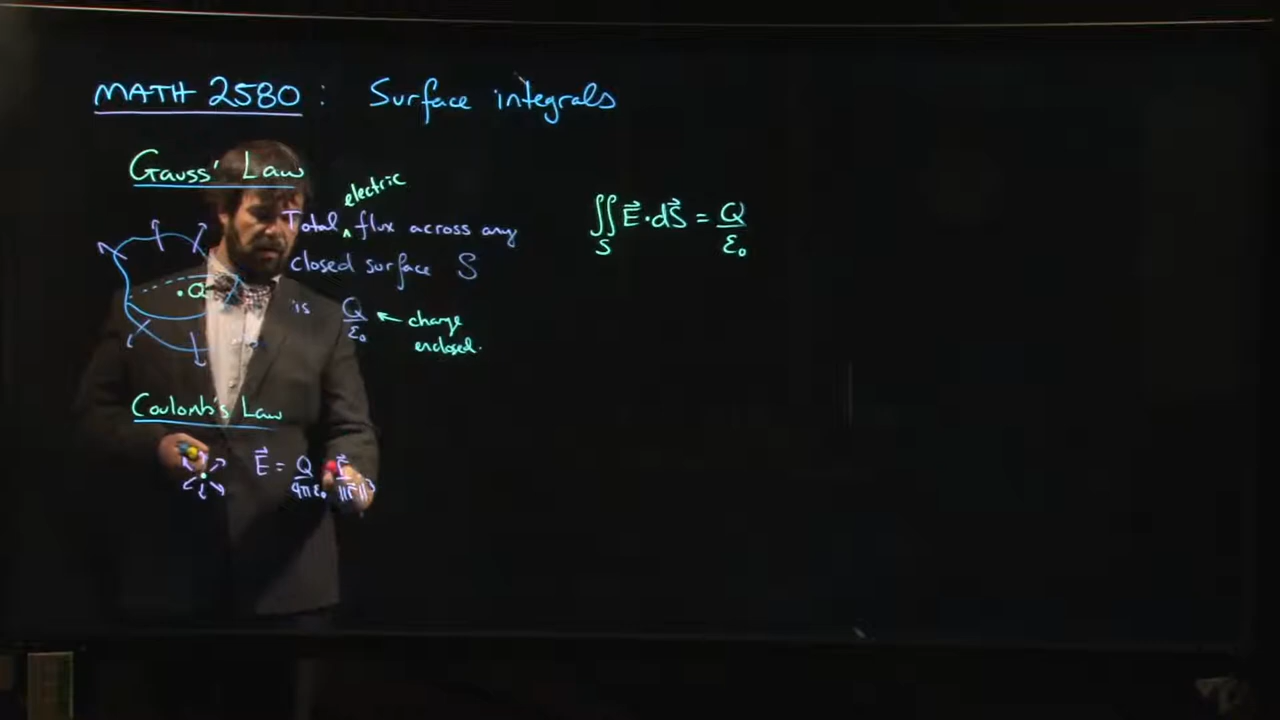 MATH 2580 : Surface integrals
Gauss' Law
electric
Total ‸ flux across any
closed surface S
is Q/ε₀ ← charge
enclosed.
• Q
∬_S E⃗ · dS⃗ = Q/ε₀
Coulomb's Law
E⃗ = Q/4πε₀ r⃗/||r⃗||³